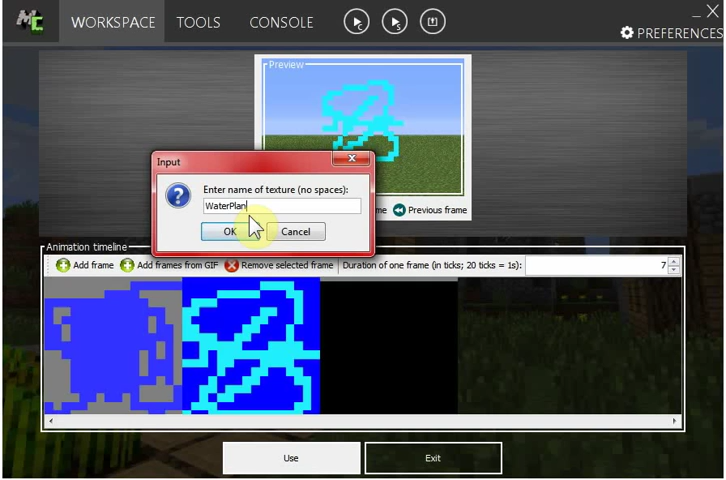 WORKSPACE TOOLS CONSOLE
PREFERENCES
Preview
Input
Enter name of texture (no spaces):
WaterPlan
OK Cancel
me Previous frame
Animation timeline
Add frame Add frames from GIF Remove selected frame Duration of one frame (in ticks; 20 ticks = 1s): 7
Use Exit